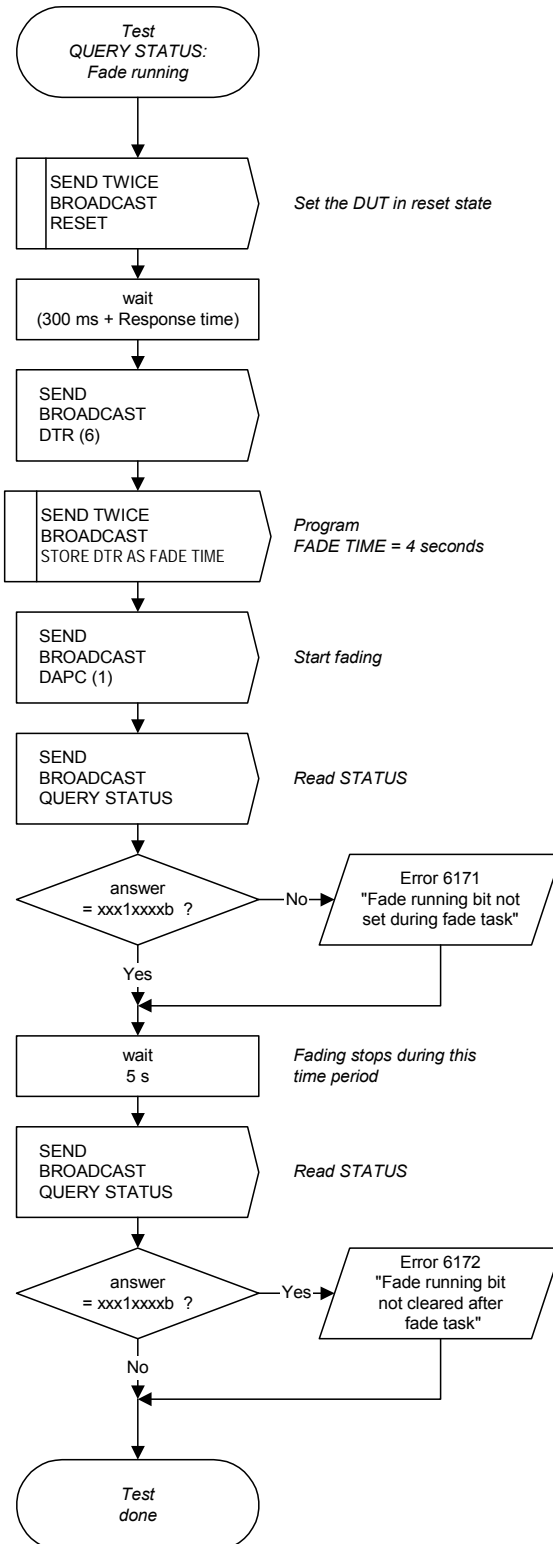 Test
QUERY STATUS:
Fade running
SEND TWICE
BROADCAST
RESET
Set the DUT in reset state
wait
(300 ms + Response time)
SEND
BROADCAST
DTR (6)
SEND TWICE
BROADCAST
STORE DTR AS FADE TIME
Program
FADE TIME = 4 seconds
SEND
BROADCAST
DAPC (1)
Start fading
SEND
BROADCAST
QUERY STATUS
Read STATUS
answer
= xxx1xxxxb ?
No
Error 6171
"Fade running bit not
set during fade task"
Yes
wait
5 s
Fading stops during this
time period
SEND
BROADCAST
QUERY STATUS
Read STATUS
answer
= xxx1xxxxb ?
Yes
Error 6172
"Fade running bit
not cleared after
fade task"
No
Test
done